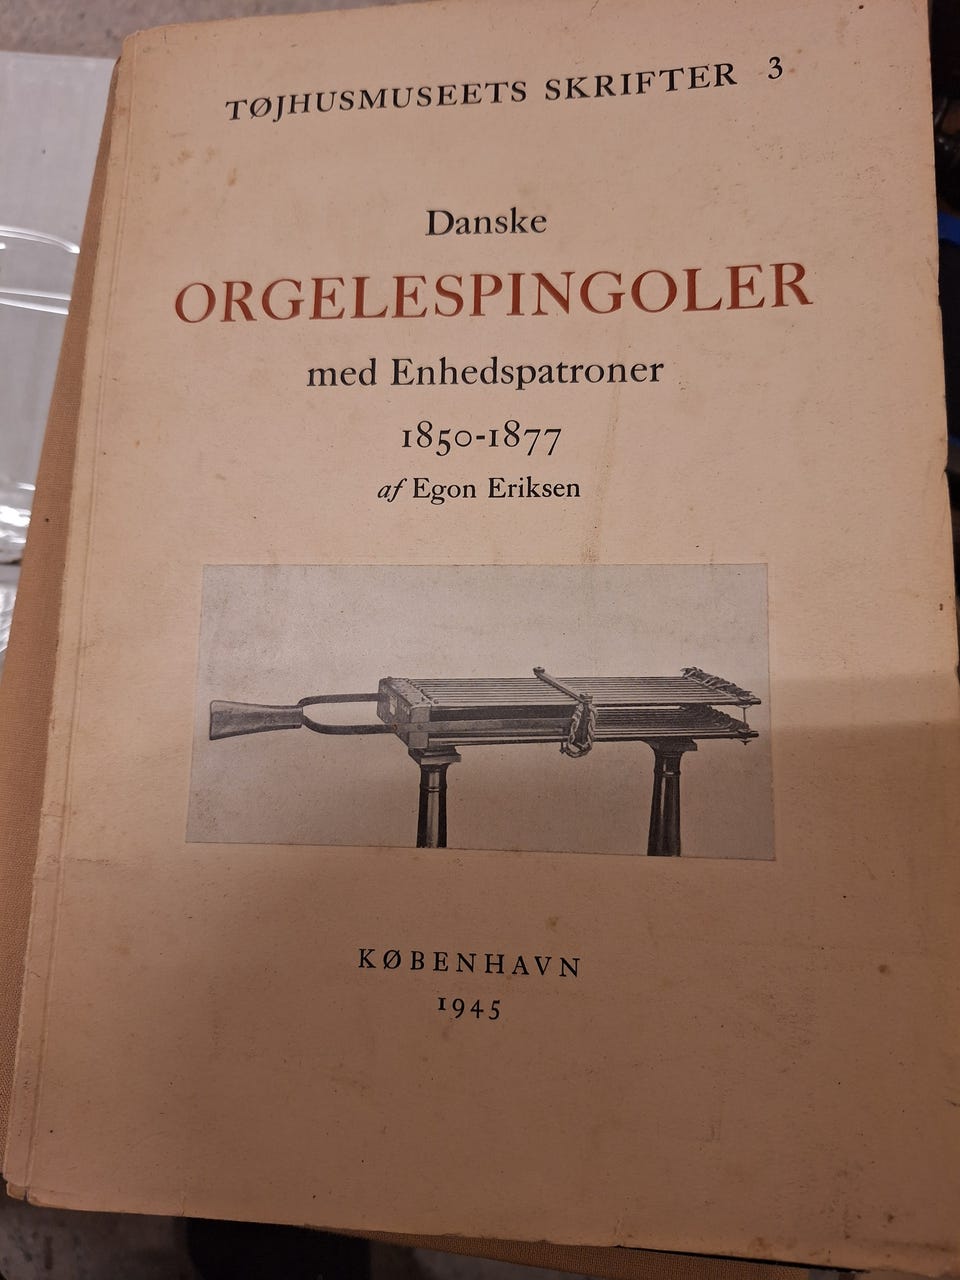 TØJHUSMUSEETS SKRIFTER 3
Danske
ORGELESPINGOLER
med Enhedspatroner
1850-1877
af Egon Eriksen
KØBENHAVN
1945